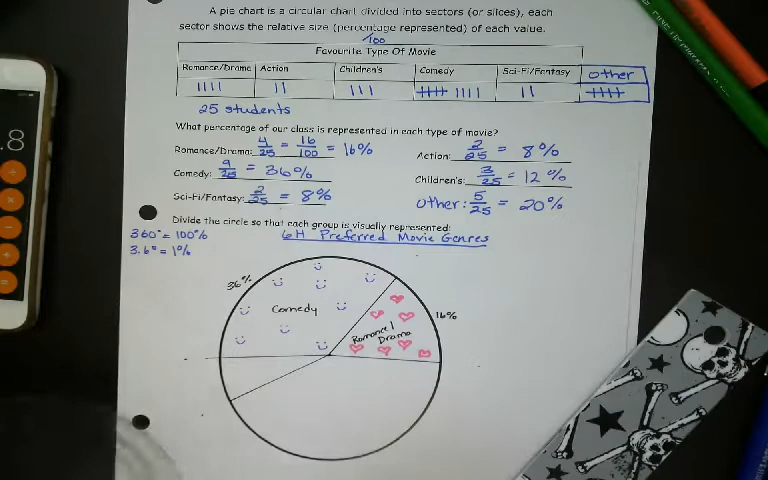 A pie chart is a circular chart divided into sectors (or slices), each
sector shows the relative size (percentage represented) of each value.
/100
Favourite Type Of Movie
Romance/Drama Action Children's Comedy Sci-Fi/Fantasy other
25 students
What percentage of our class is represented in each type of movie?
Romance/Drama: 4/25 = 16/100 = 16% Action: 2/25 = 8%
Comedy: 9/25 = 36% Children's: 3/25 = 12%
Sci-Fi/Fantasy: 2/25 = 8% other: 5/25 = 20%
Divide the circle so that each group is visually represented:
360° = 100%
6H Preferred Movie Genres
3.6° = 1%
36%
Comedy
16%
Romance/
Drama
.8